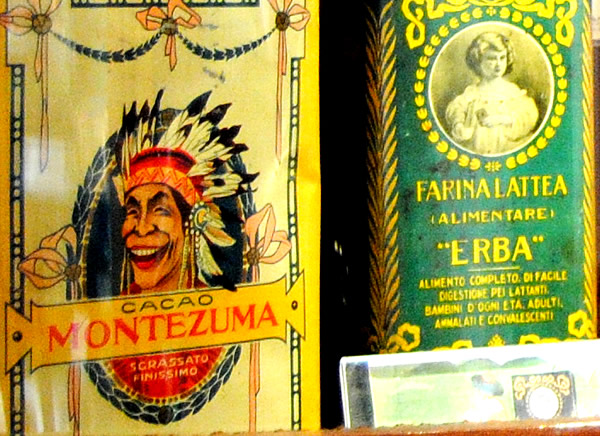 CACAO
MONTEZUMA
SGRASSATO
FINISSIMO
FARINA LATTEA
(ALIMENTARE)
"ERBA"
ALIMENTO COMPLETO, DI FACILE
DIGESTIONE PEI LATTANTI,
BAMBINI D'OGNI ETÀ, ADULTI,
AMMALATI E CONVALESCENTI